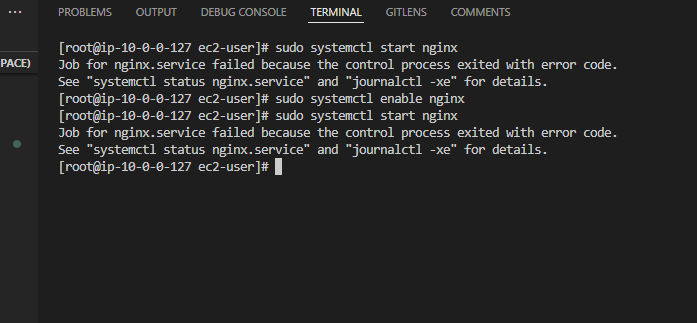 ...
PROBLEMS OUTPUT DEBUG CONSOLE TERMINAL GITLENS COMMENTS
[root@ip-10-0-0-127 ec2-user]# sudo systemctl start nginx
Job for nginx.service failed because the control process exited with error code.
PACE)
See "systemctl status nginx.service" and "journalctl -xe" for details.
[root@ip-10-0-0-127 ec2-user]# sudo systemctl enable nginx
[root@ip-10-0-0-127 ec2-user]# sudo systemctl start nginx
Job for nginx.service failed because the control process exited with error code.
See "systemctl status nginx.service" and "journalctl -xe" for details.
[root@ip-10-0-0-127 ec2-user]#